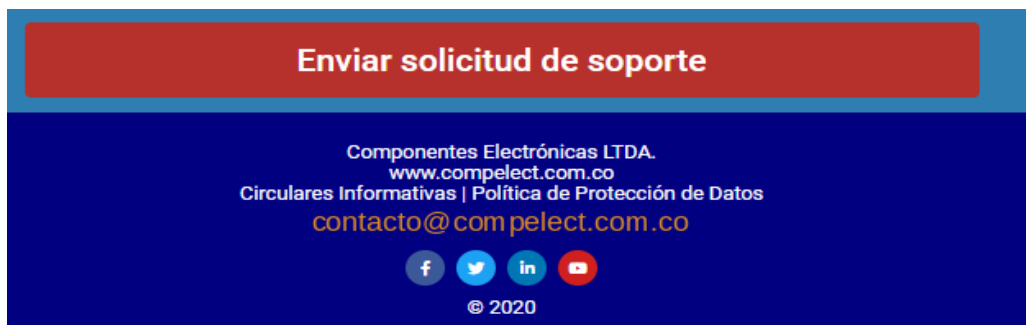 Enviar solicitud de soporte
Componentes Electrónicas LTDA.
www.compelect.com.co
Circulares Informativas | Política de Protección de Datos
contacto@compelect.com.co
© 2020